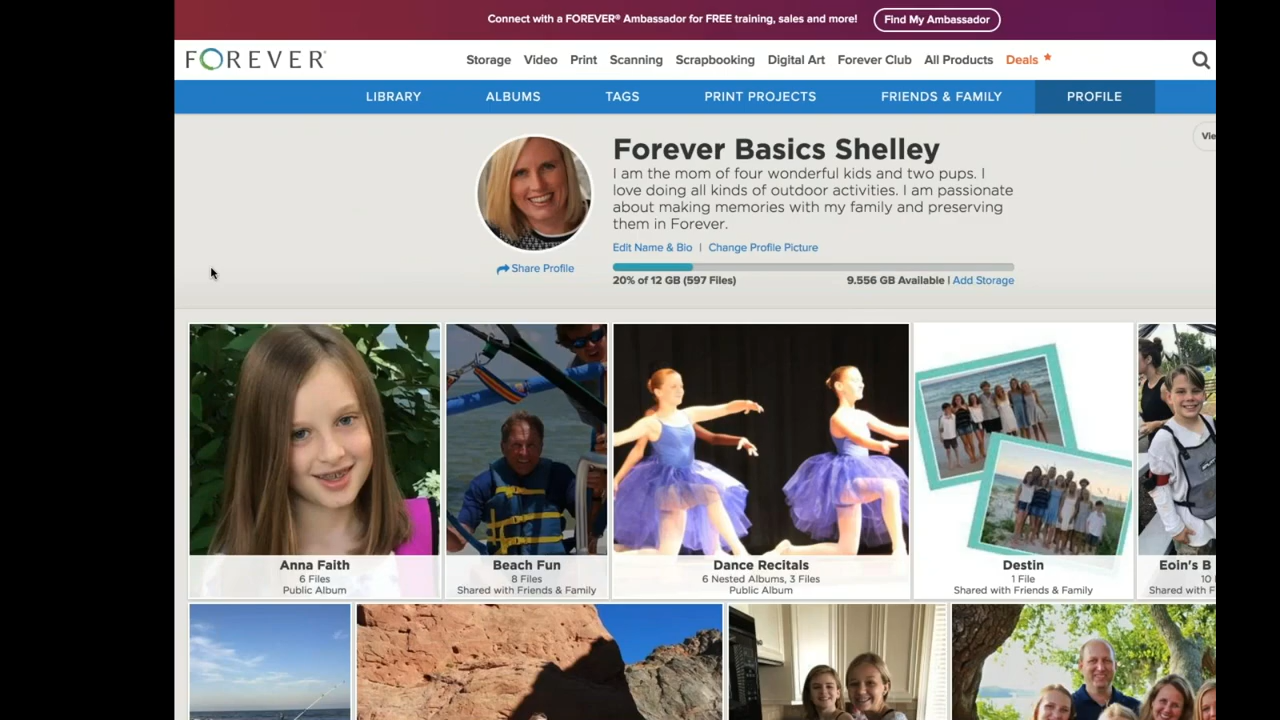 Connect with a FOREVER® Ambassador for FREE training, sales and more!
Find My Ambassador
FOREVER®
Storage Video Print Scanning Scrapbooking Digital Art Forever Club All Products Deals
LIBRARY ALBUMS TAGS PRINT PROJECTS FRIENDS & FAMILY PROFILE
Vie
Forever Basics Shelley
I am the mom of four wonderful kids and two pups. I
love doing all kinds of outdoor activities. I am passionate
about making memories with my family and preserving
them in Forever.
Edit Name & Bio | Change Profile Picture
Share Profile
20% of 12 GB (597 Files)
9.556 GB Available | Add Storage
Anna Faith
6 Files
Public Album
Beach Fun
8 Files
Shared with Friends & Family
Dance Recitals
6 Nested Albums, 3 Files
Public Album
Destin
1 File
Shared with Friends & Family
Eoin's B
10
Shared with F